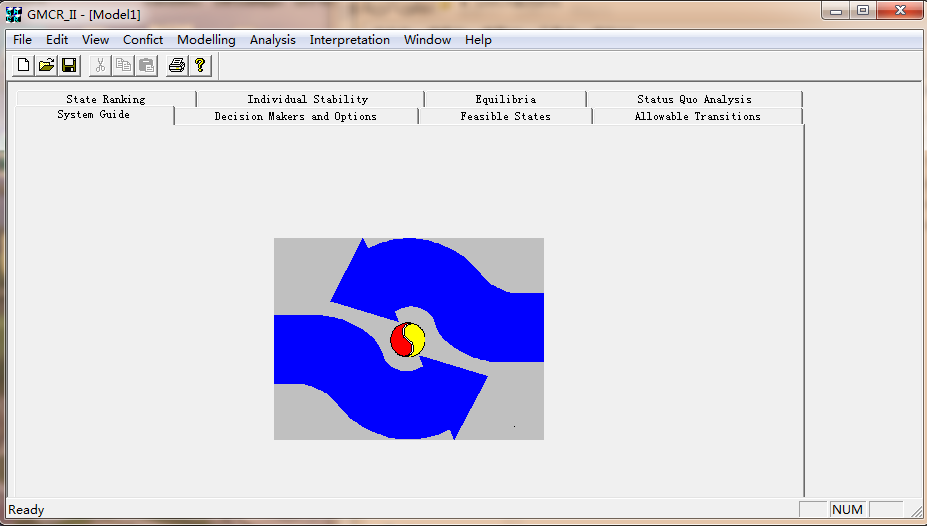 GMCR_II - [Model1]
File Edit View Confict Modelling Analysis Interpretation Window Help
State Ranking Individual Stability Equilibria Status Quo Analysis
System Guide Decision Makers and Options Feasible States Allowable Transitions
Ready NUM